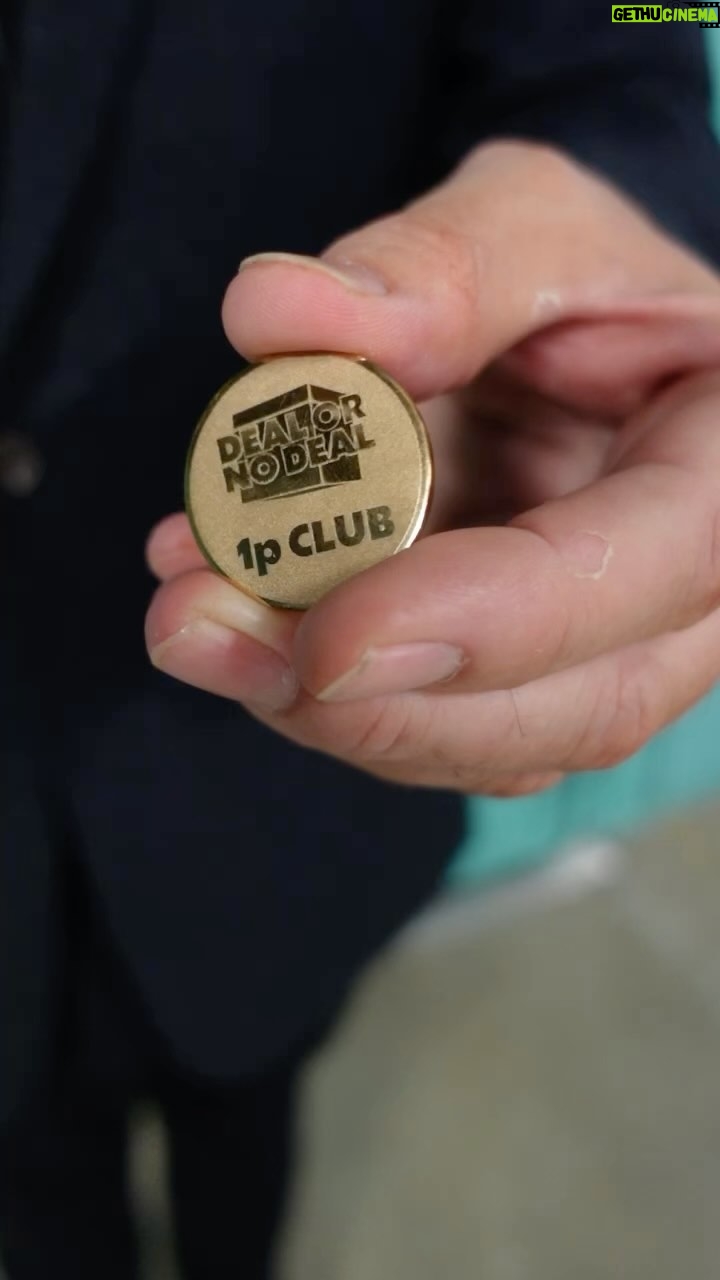 GETHUCINEMA
DEAL OR
NO DEAL
1p CLUB